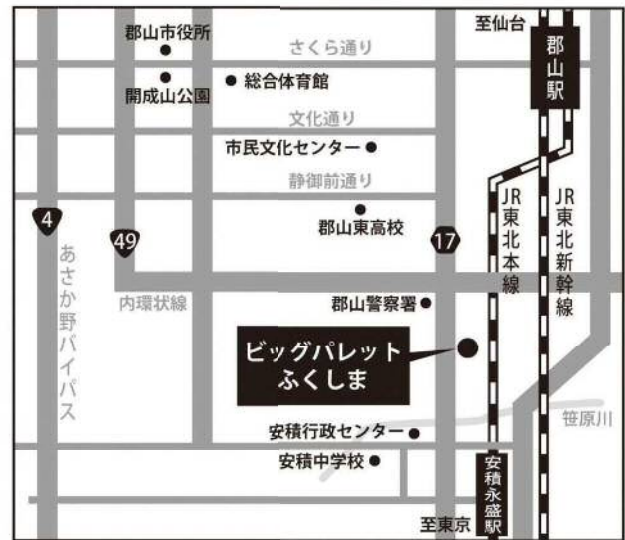 至仙台
郡山市役所
さくら通り
郡山駅
開成山公園
総合体育館
文化通り
市民文化センター
静御前通り
4
49
郡山東高校
17
JR東北本線
JR東北新幹線
あさか野バイパス
内環状線
郡山警察署
ビッグパレット
ふくしま
笹原川
安積行政センター
安積中学校
安積永盛駅
至東京